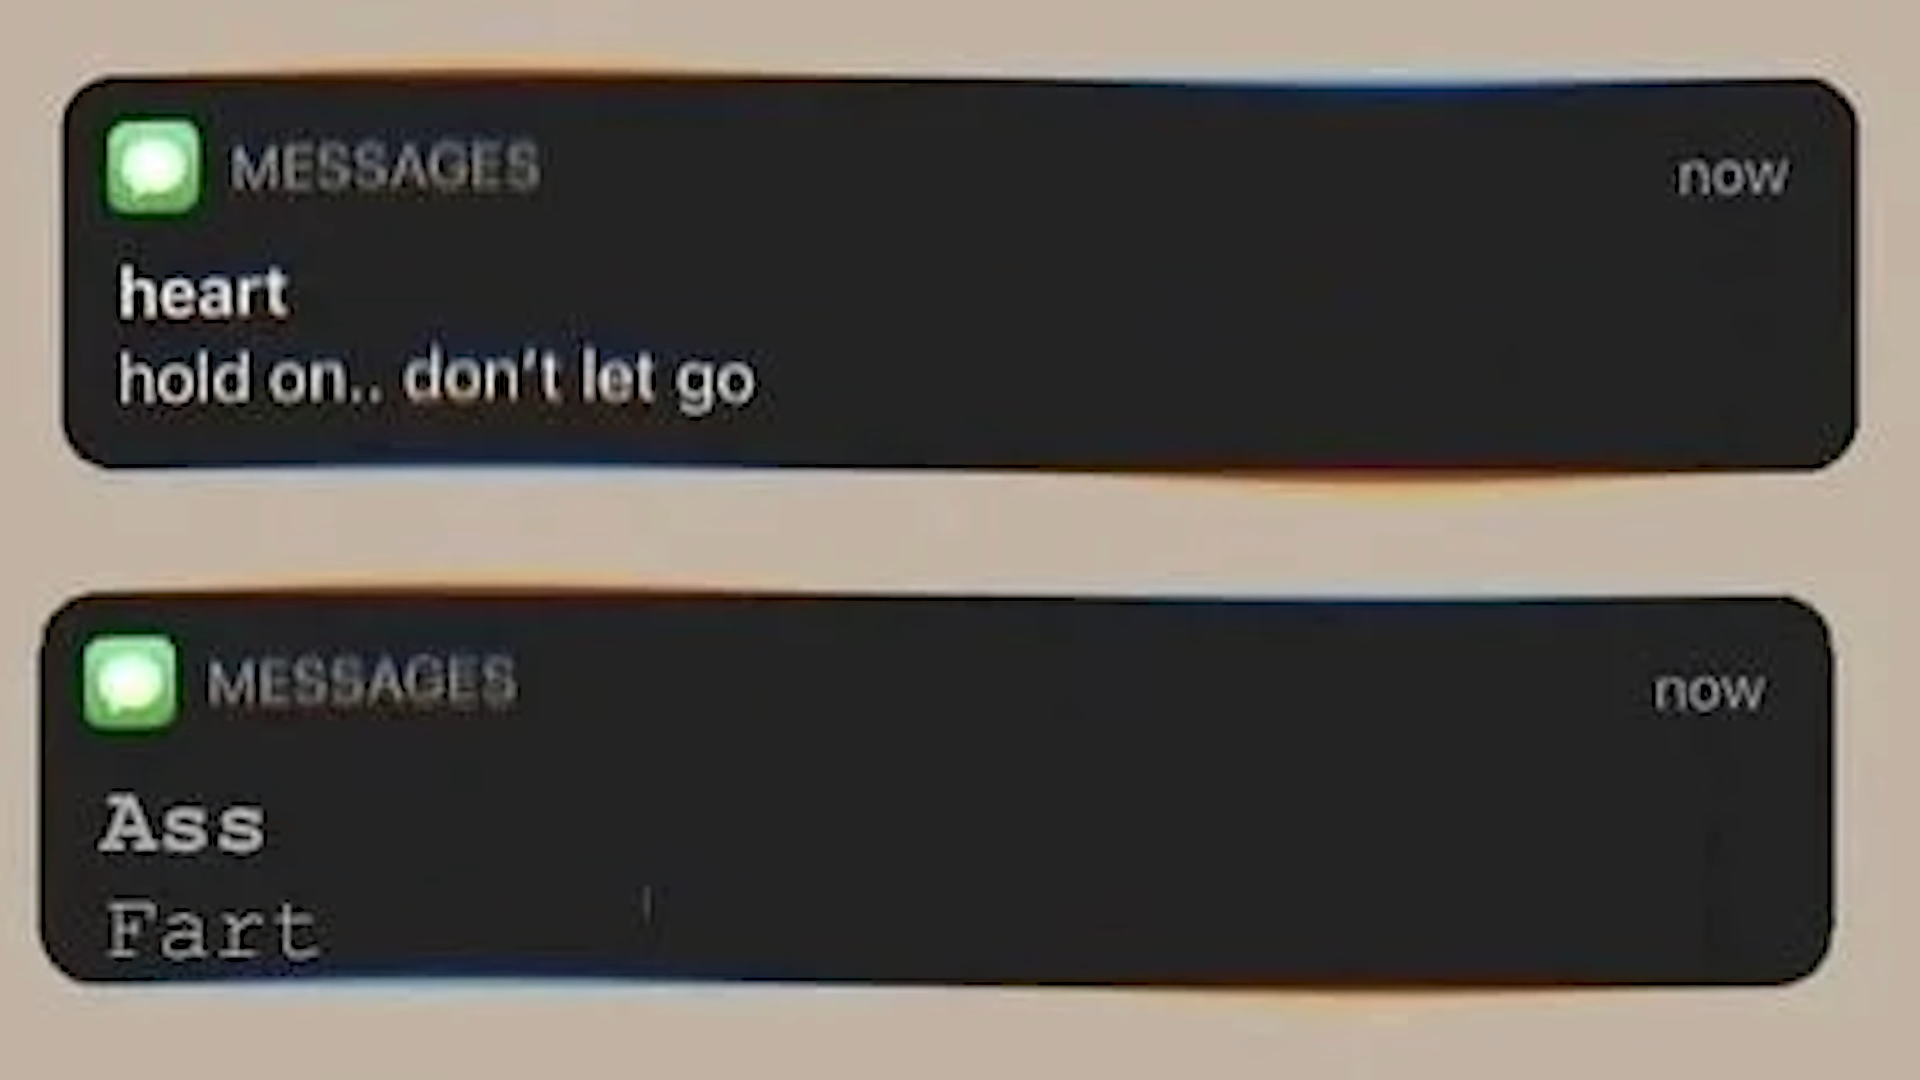 MESSAGES now
heart
hold on.. don't let go
MESSAGES now
Ass
Fart